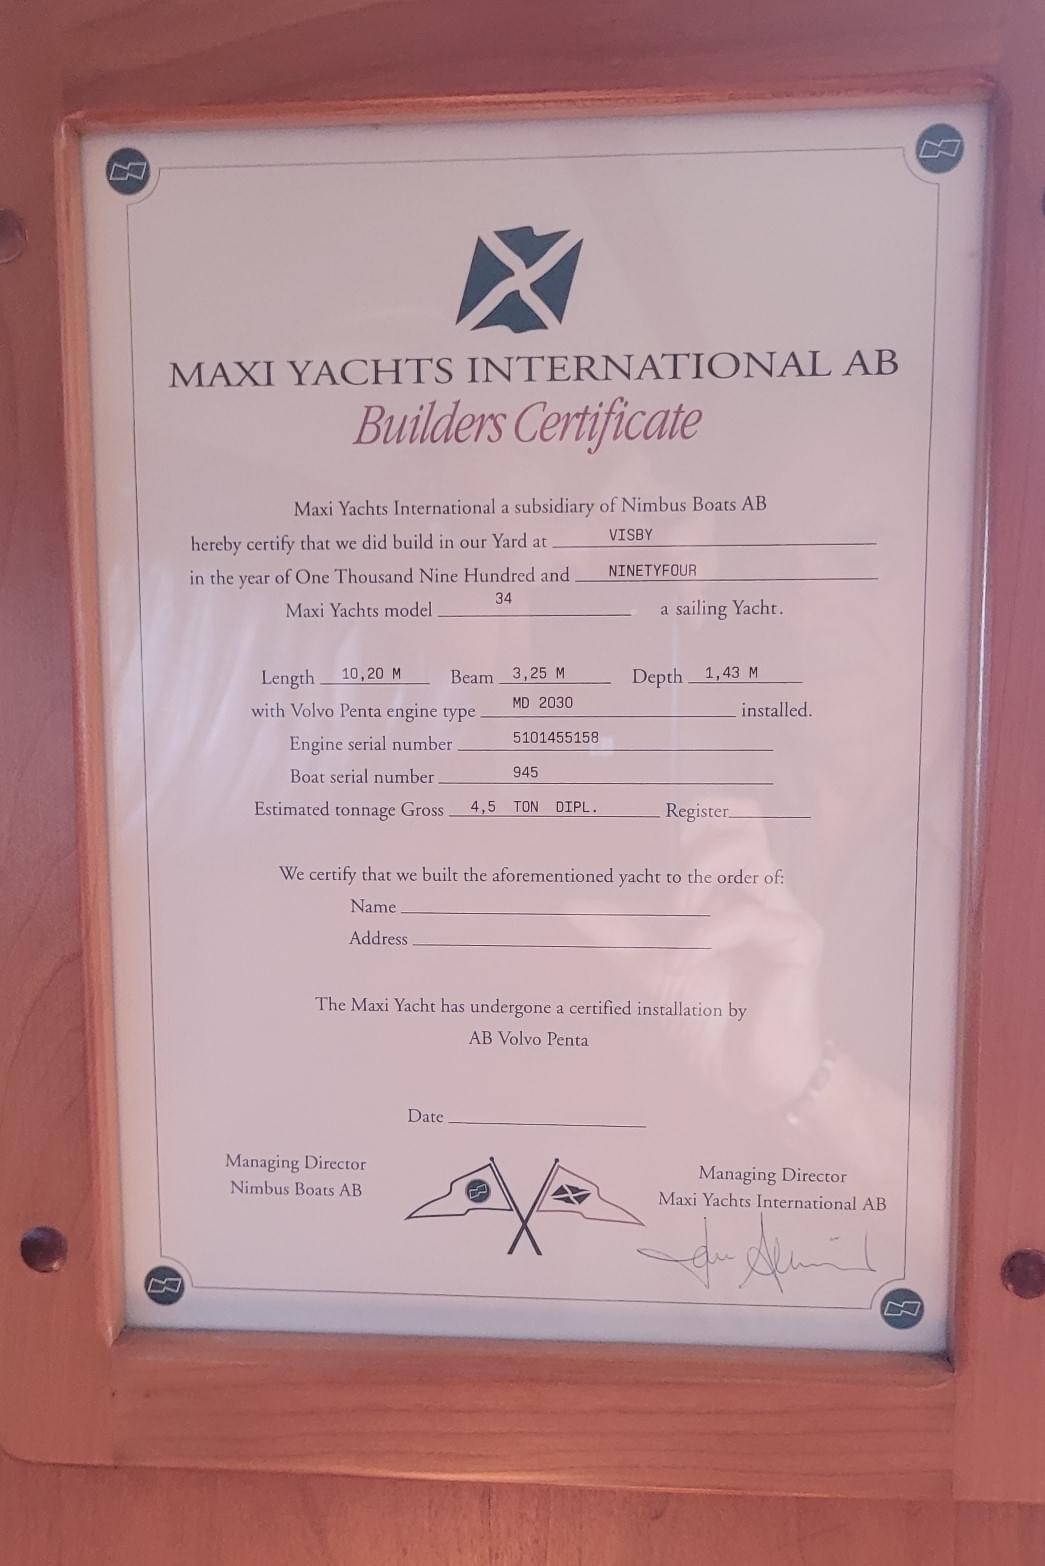 MAXI YACHTS INTERNATIONAL AB
Builders Certificate
Maxi Yachts International a subsidiary of Nimbus Boats AB
hereby certify that we did build in our Yard at VISBY
in the year of One Thousand Nine Hundred and NINETYFOUR
Maxi Yachts model 34 a sailing Yacht.
Length 10,20 M Beam 3,25 M Depth 1,43 M
with Volvo Penta engine type MD 2030 installed.
Engine serial number 5101455158
Boat serial number 945
Estimated tonnage Gross 4,5 TON DIPL. Register
We certify that we built the aforementioned yacht to the order of:
Name
Address
The Maxi Yacht has undergone a certified installation by
AB Volvo Penta
Date
Managing Director
Nimbus Boats AB
Managing Director
Maxi Yachts International AB